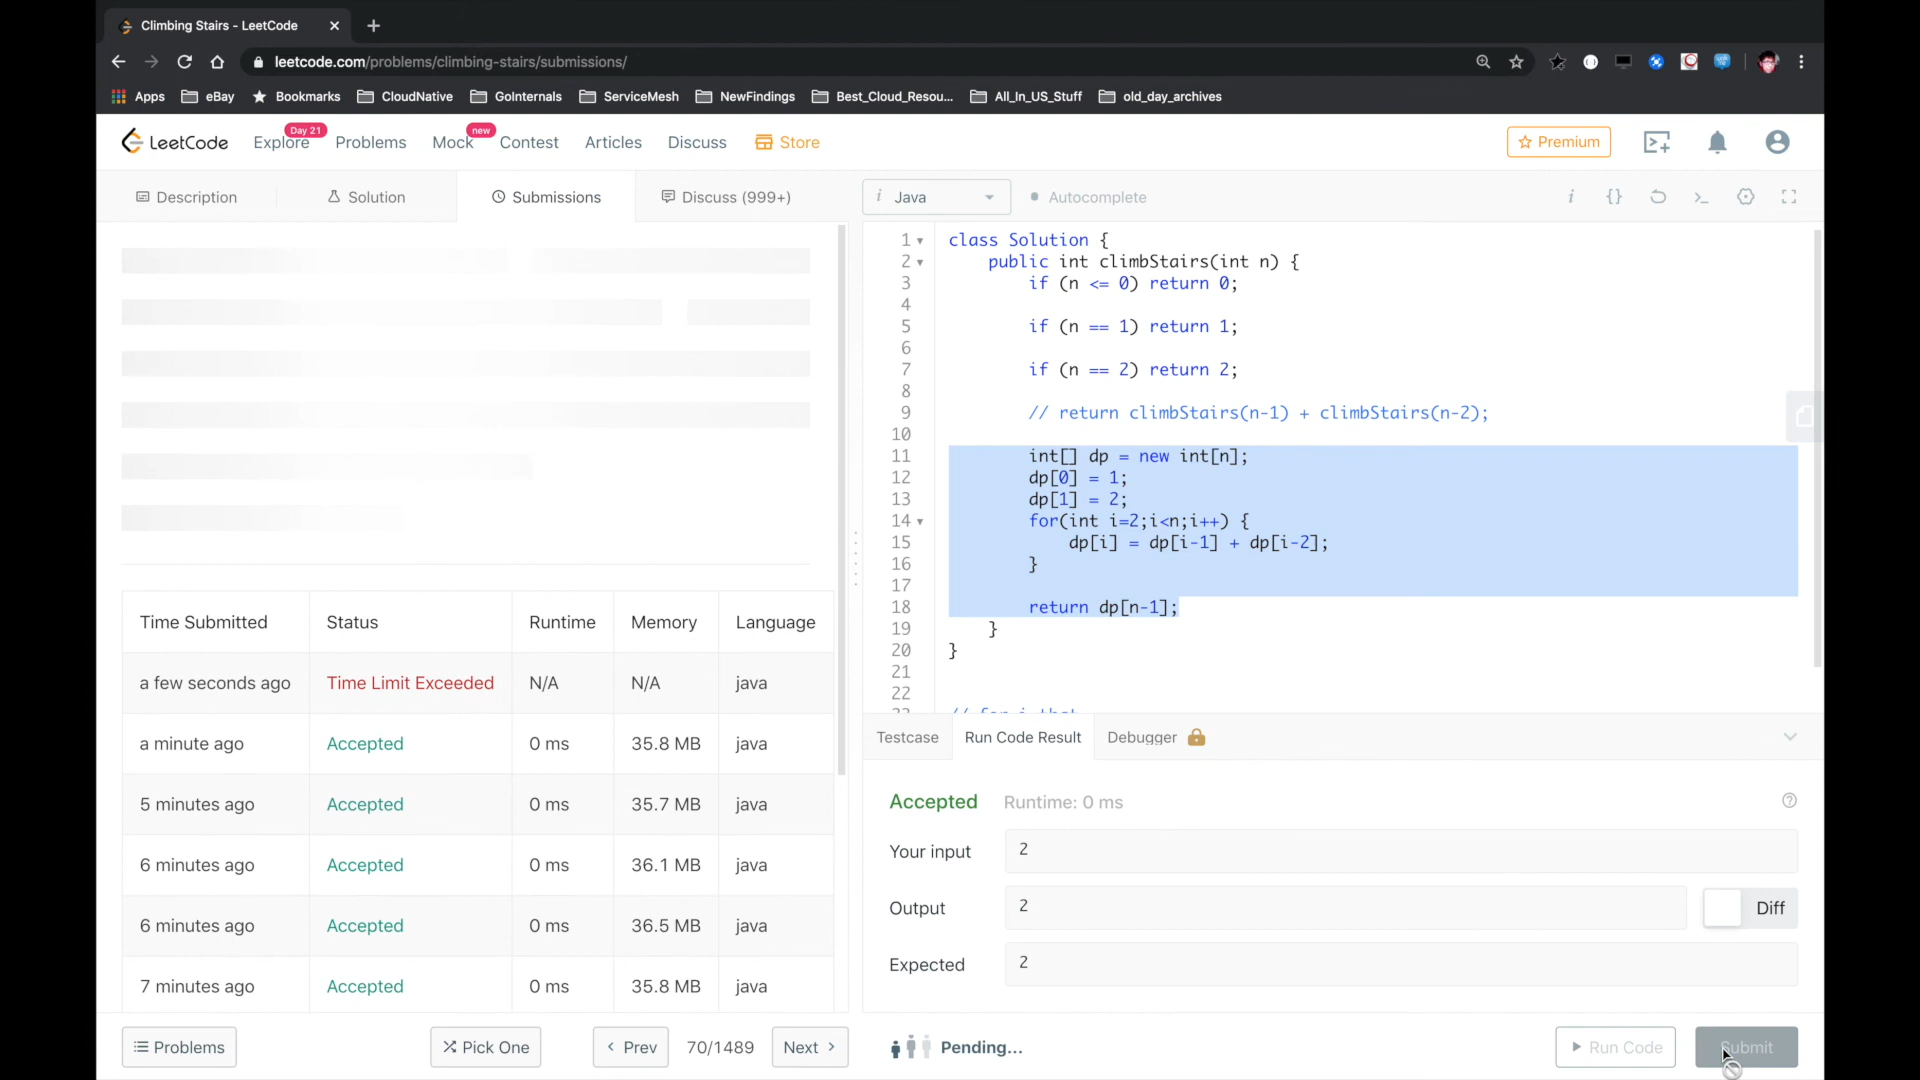 Climbing Stairs - LeetCode
leetcode.com/problems/climbing-stairs/submissions/
Apps eBay Bookmarks CloudNative GoInternals ServiceMesh NewFindings Best_Cloud_Resou... All_In_US_Stuff old_day_archives
LeetCode Explore Day 21 Problems Mock new Contest Articles Discuss Store Premium
Description Solution Submissions Discuss (999+)
i Java Autocomplete
1 class Solution {
2 public int climbStairs(int n) {
3 if (n <= 0) return 0;
4
5 if (n == 1) return 1;
6
7 if (n == 2) return 2;
8
9 // return climbStairs(n-1) + climbStairs(n-2);
10
11 int[] dp = new int[n];
12 dp[0] = 1;
13 dp[1] = 2;
14 for(int i=2;i<n;i++) {
15 dp[i] = dp[i-1] + dp[i-2];
16 }
17
18 return dp[n-1];
19 }
20 }
21
22
Time Submitted Status Runtime Memory Language
a few seconds ago Time Limit Exceeded N/A N/A java
a minute ago Accepted 0 ms 35.8 MB java
5 minutes ago Accepted 0 ms 35.7 MB java
6 minutes ago Accepted 0 ms 36.1 MB java
6 minutes ago Accepted 0 ms 36.5 MB java
7 minutes ago Accepted 0 ms 35.8 MB java
Testcase Run Code Result Debugger
Accepted Runtime: 0 ms
Your input 2
Output 2 Diff
Expected 2
Problems Pick One Prev 70/1489 Next
Pending... Run Code Submit